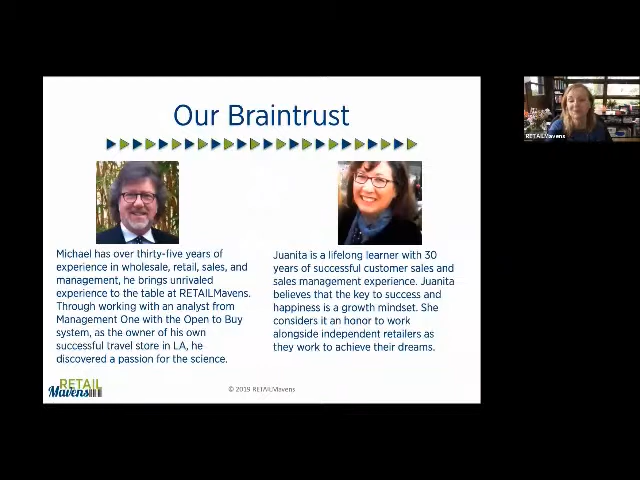 Our Braintrust
Michael has over thirty-five years of
experience in wholesale, retail, sales, and
management, he brings unrivaled
experience to the table at RETAILMavens.
Through working with an analyst from
Management One with the Open to Buy
system, as the owner of his own
successful travel store in LA, he
discovered a passion for the science.
Juanita is a lifelong learner with 30
years of successful customer sales and
sales management experience. Juanita
believes that the key to success and
happiness is a growth mindset. She
considers it an honor to work
alongside independent retailers as
they work to achieve their dreams.
RETAIL
Mavens
© 2019 RETAILMavens
RETAILMavens